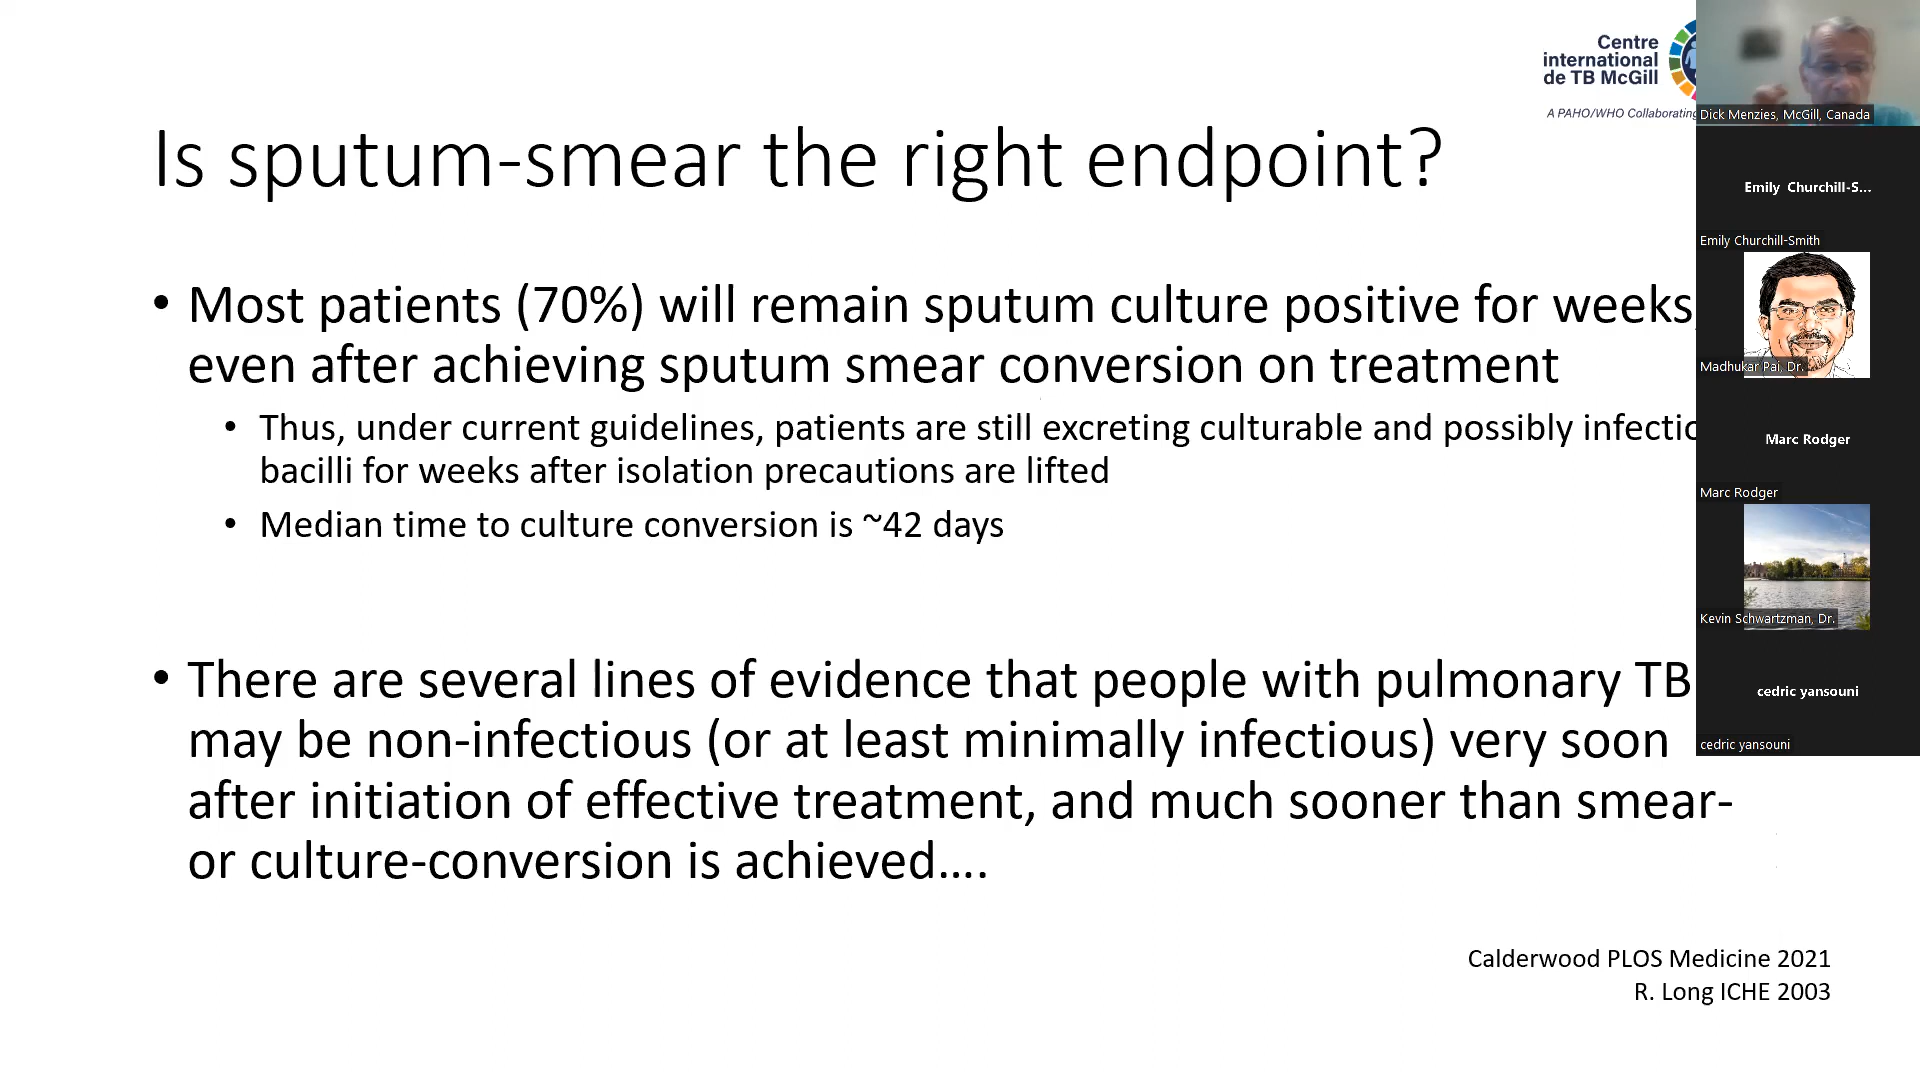 Centre
international
de TB McGill
A PAHO/WHO Collaborating
Is sputum-smear the right endpoint?
• Most patients (70%) will remain sputum culture positive for weeks
even after achieving sputum smear conversion on treatment
• Thus, under current guidelines, patients are still excreting culturable and possibly infectio
bacilli for weeks after isolation precautions are lifted
• Median time to culture conversion is ~42 days
• There are several lines of evidence that people with pulmonary TB
may be non-infectious (or at least minimally infectious) very soon
after initiation of effective treatment, and much sooner than smear-
or culture-conversion is achieved....
Calderwood PLOS Medicine 2021
R. Long ICHE 2003
Dick Menzies, McGill, Canada
Emily Churchill-S...
Emily Churchill-Smith
Madhukar Pai, Dr.
Marc Rodger
Marc Rodger
Kevin Schwartzman, Dr.
cedric yansouni
cedric yansouni